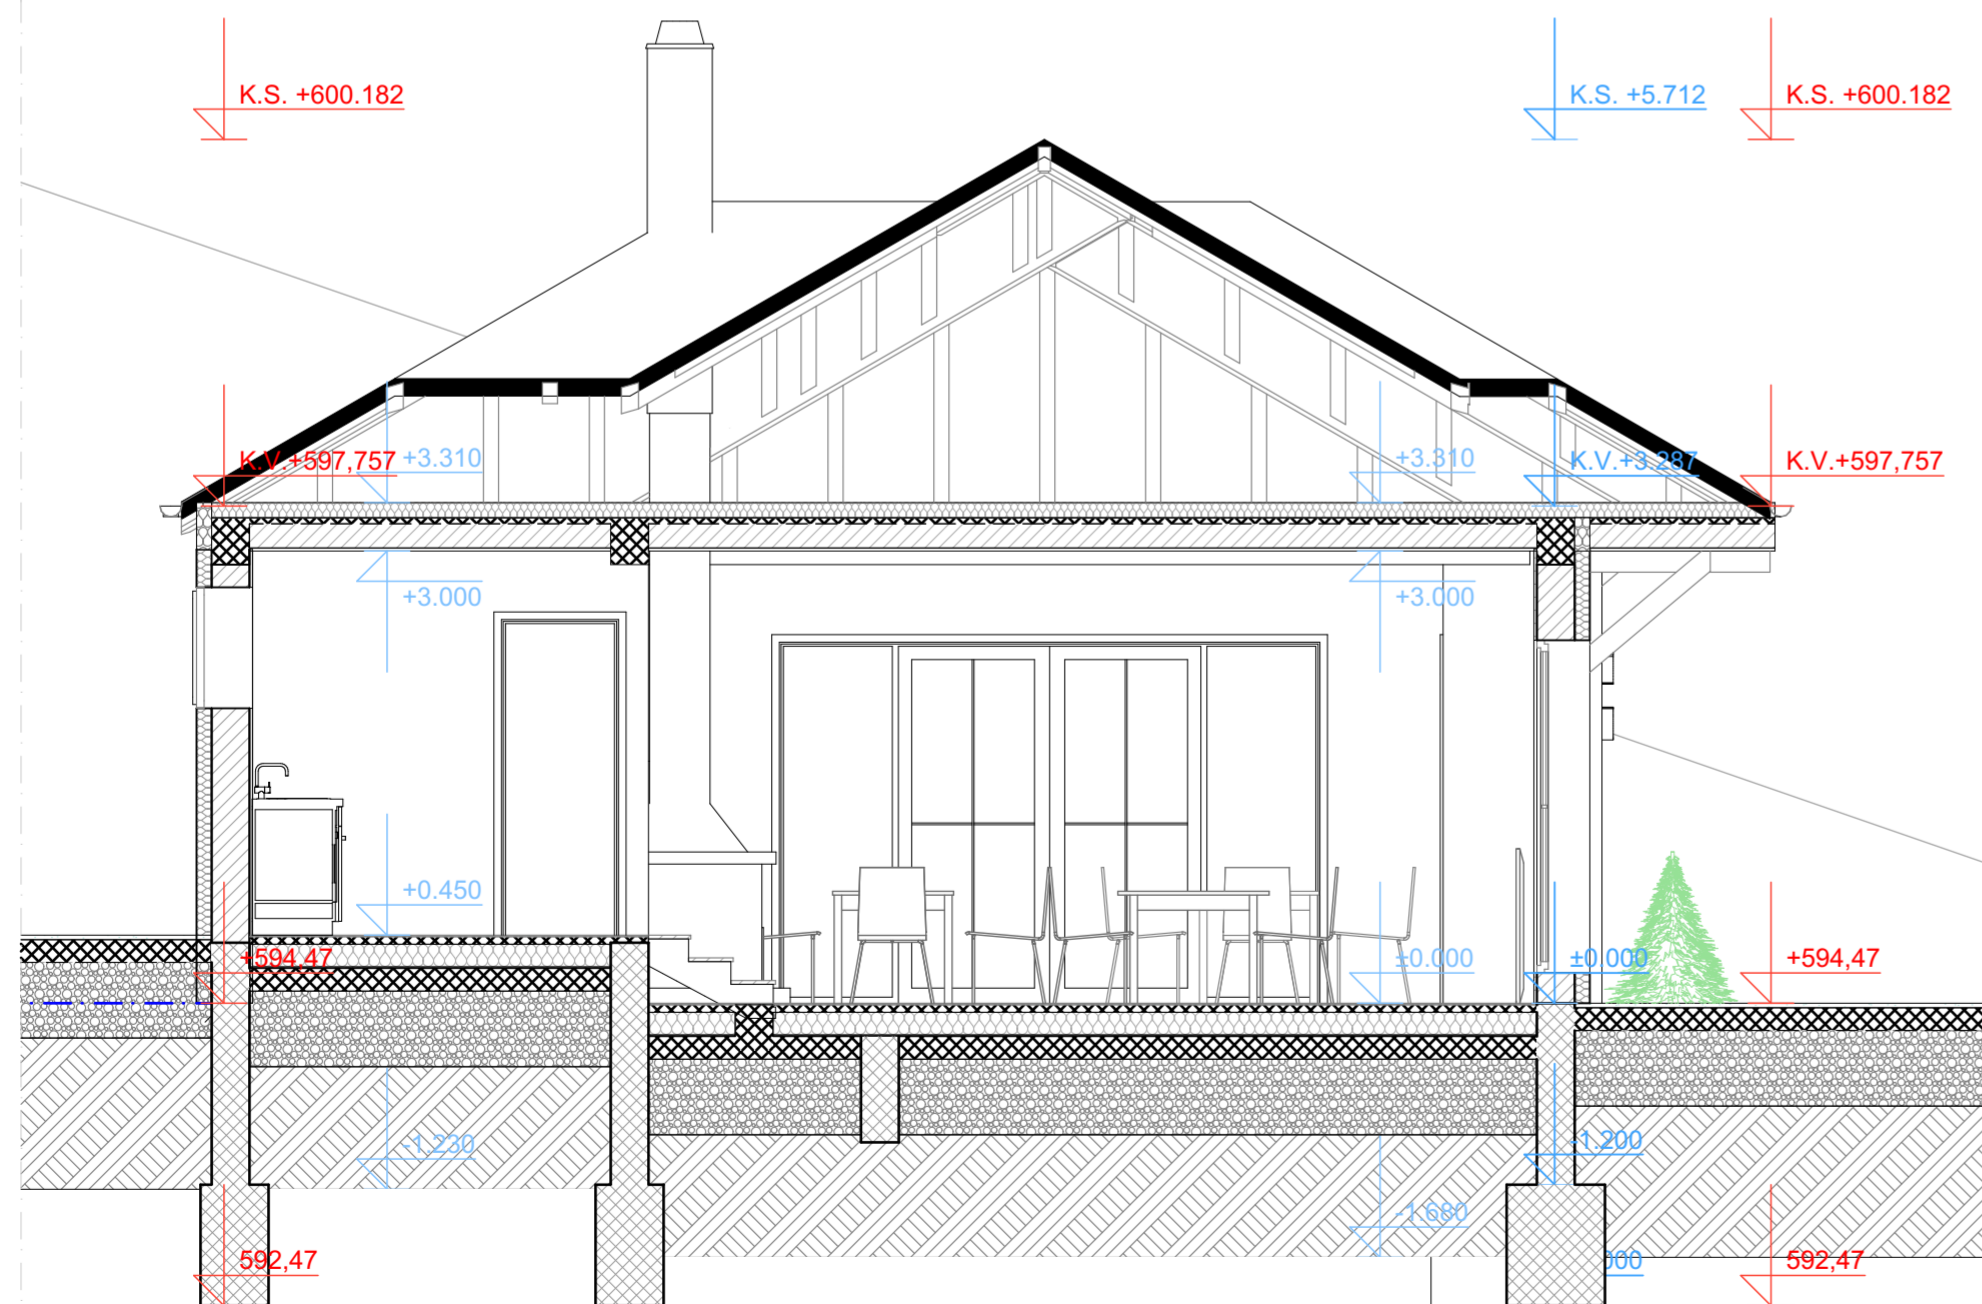 K.S. +600.182
K.S. +5.712
K.S. +600.182
K.V.+597,757
+3.310
+3.310
K.V.+3.287
K.V.+597,757
+3.000
+3.000
+0.450
+594,47
±0.000
±0.000
+594,47
-1.230
-1.200
-1.680
592,47
592,47